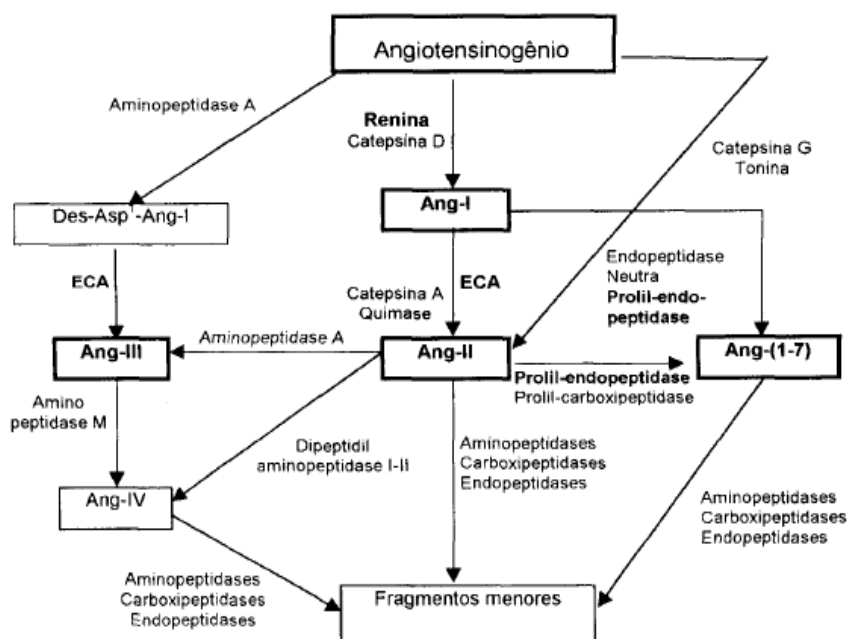 Angiotensinogênio
Aminopeptidase A
Renina
Catepsina D
Catepsina G
Tonina
Des-Asp¹-Ang-I
Ang-I
ECA
Catepsina A
Quimase
ECA
Endopeptidase
Neutra
Prolil-endo-
peptidase
Ang-III
Aminopeptidase A
Ang-II
Ang-(1-7)
Prolil-endopeptidase
Prolil-carboxipeptidase
Amino
peptidase M
Dipeptidil
aminopeptidase I-II
Aminopeptidases
Carboxipeptidases
Endopeptidases
Ang-IV
Aminopeptidases
Carboxipeptidases
Endopeptidases
Aminopeptidases
Carboxipeptidases
Endopeptidases
Fragmentos menores